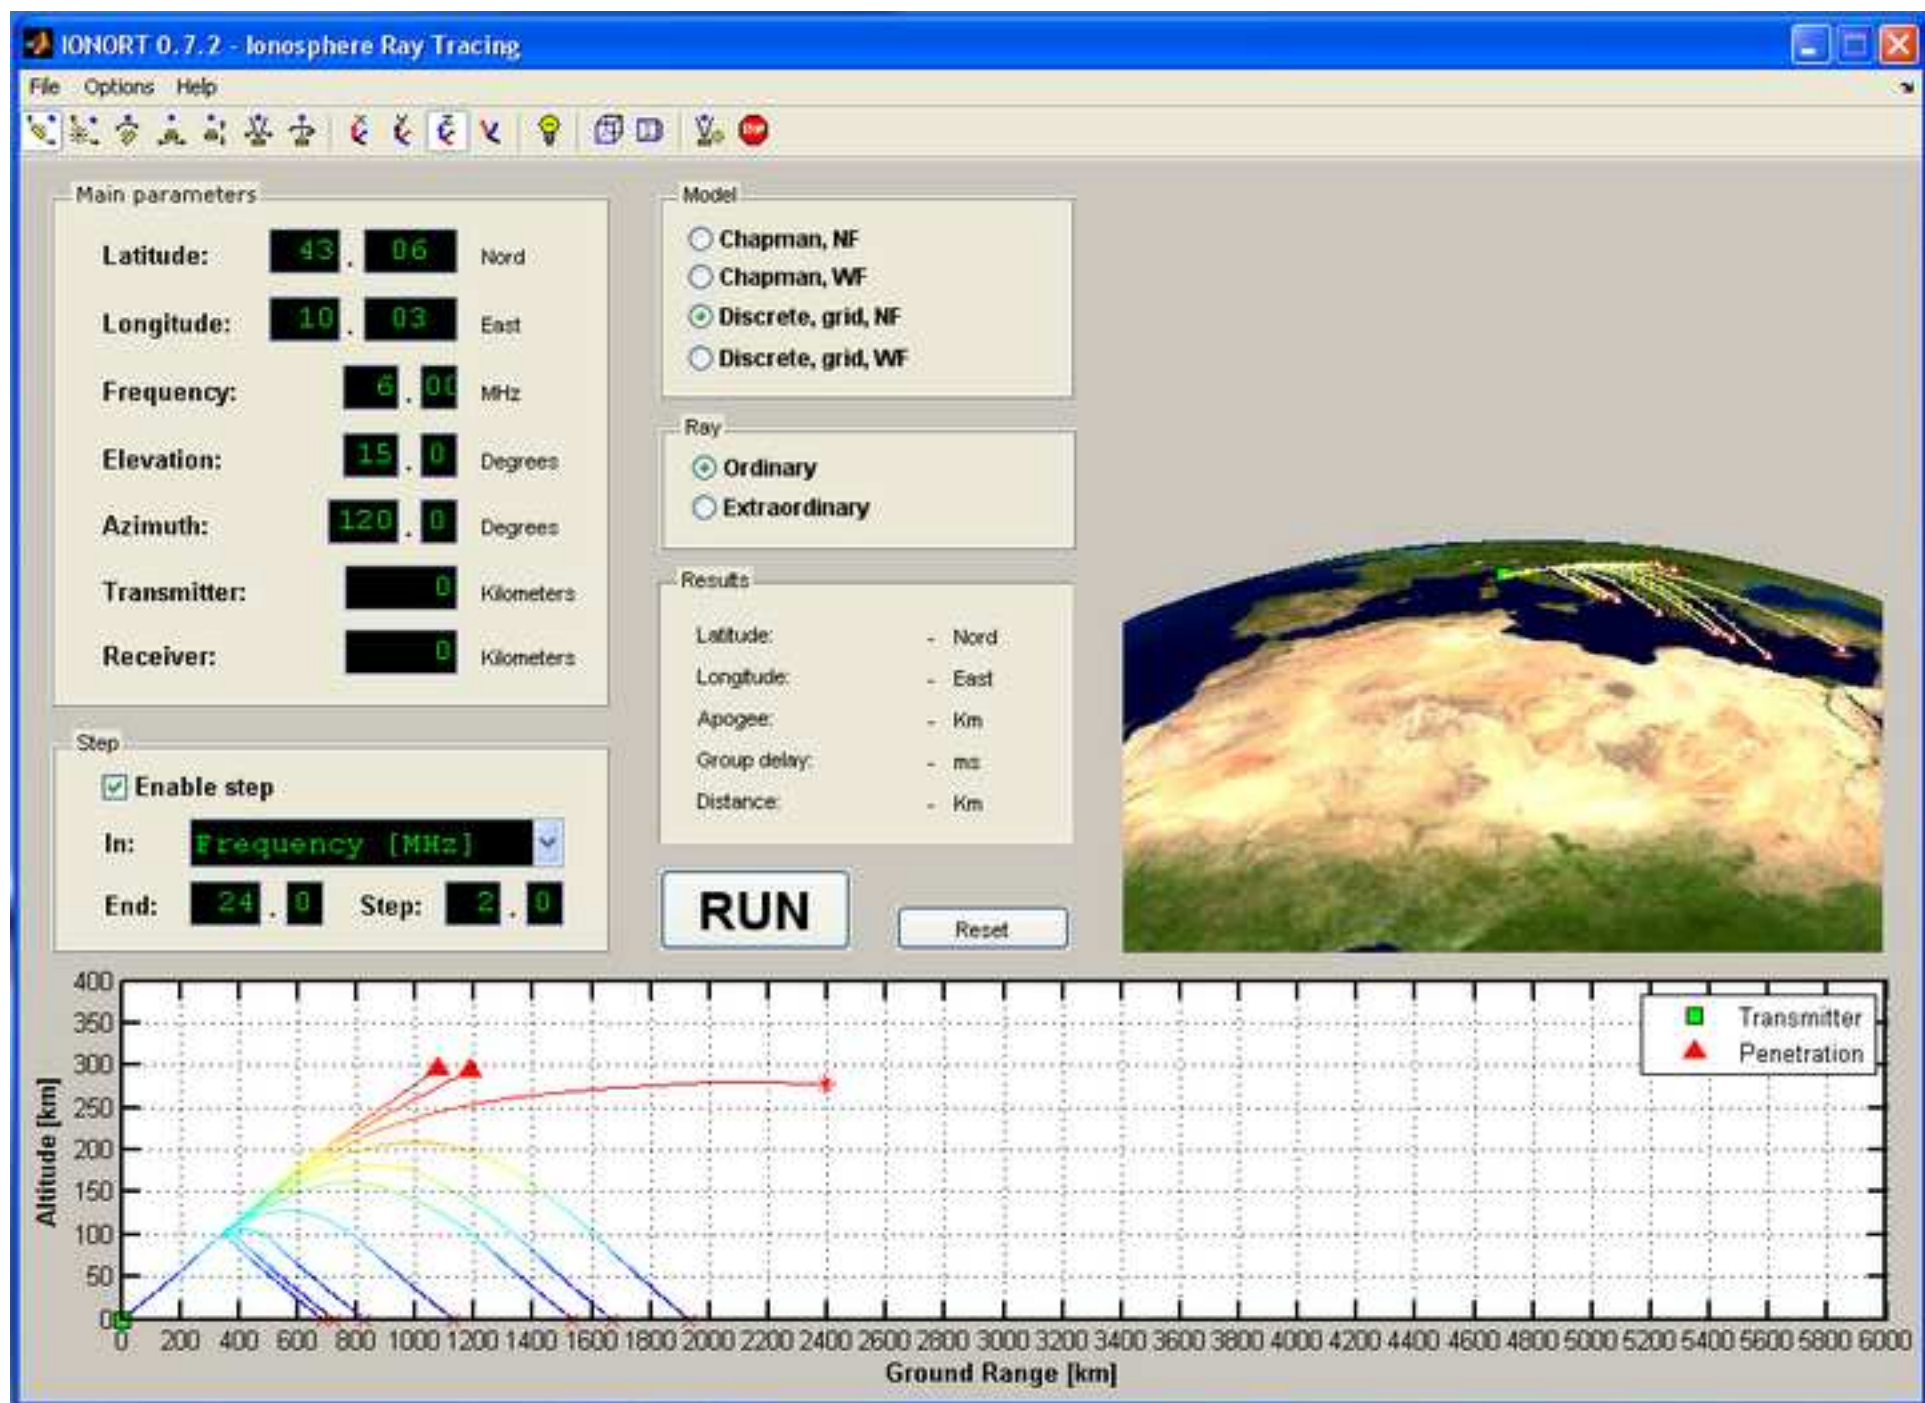 IONORT 0.7.2 - Ionosphere Ray Tracing
File Options Help
Main parameters
Latitude: 43 . 06 Nord
Longitude: 10 . 03 East
Frequency: 6 . 00 MHz
Elevation: 15 . 0 Degrees
Azimuth: 120 . 0 Degrees
Transmitter: 0 Kilometers
Receiver: 0 Kilometers
Step
Enable step
In: Frequency [MHz]
End: 24 . 0 Step: 2 . 0
Model
Chapman, NF
Chapman, WF
Discrete, grid, NF
Discrete, grid, WF
Ray
Ordinary
Extraordinary
Results
Latitude: - Nord
Longitude: - East
Apogee: - Km
Group delay: - ms
Distance: - Km
RUN
Reset
400
350
300
250
200
150
100
50
0
Altitude [km]
Transmitter
Penetration
0 200 400 600 800 1000 1200 1400 1600 1800 2000 2200 2400 2600 2800 3000 3200 3400 3600 3800 4000 4200 4400 4600 4800 5000 5200 5400 5600 5800 6000
Ground Range [km]